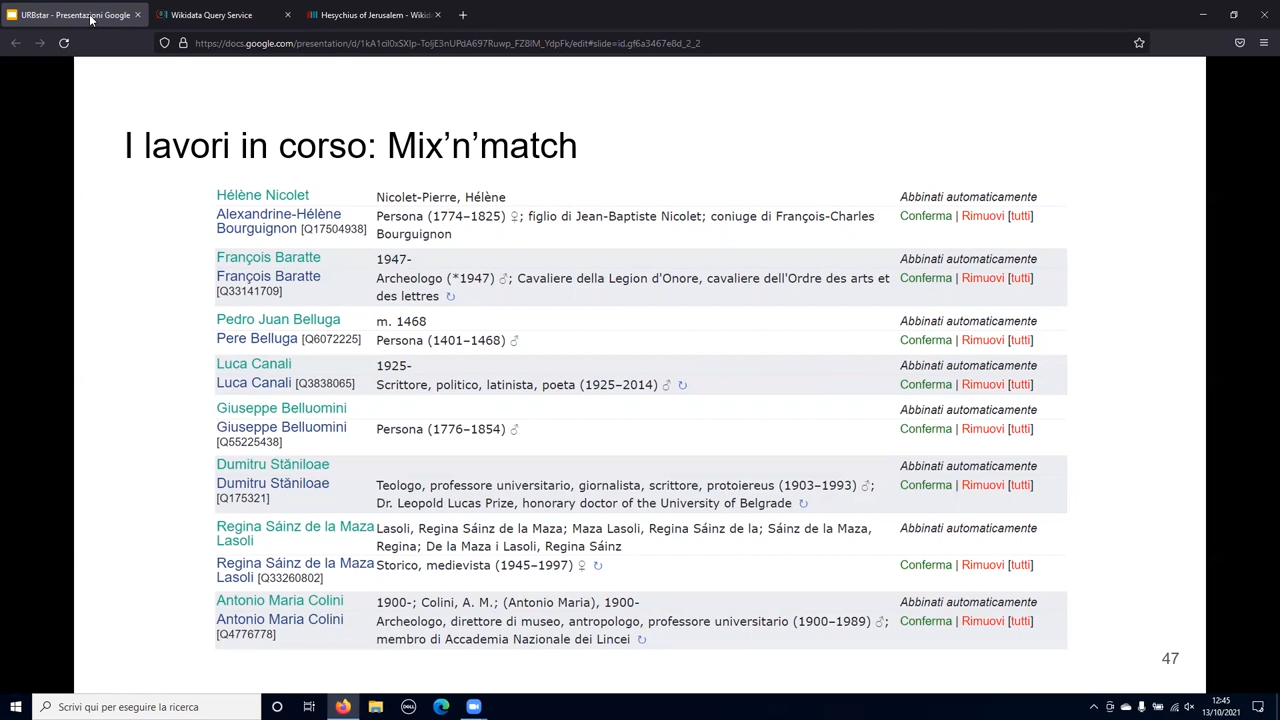 URBstar - Presentazioni Google
Wikidata Query Service
Hesychius of Jerusalem - Wikid
https://docs.google.com/presentation/d/1kA1cil0xSXlp-ToljE3nUPdA697Ruwp_FZ8lM_YdpFk/edit#slide=id.gf6a3467e8d_2_2
I lavori in corso: Mix’n’match
Hélène Nicolet Nicolet-Pierre, Hélène Abbinati automaticamente
Alexandrine-Hélène Persona (1774–1825) ♀; figlio di Jean-Baptiste Nicolet; coniuge di François-Charles Conferma | Rimuovi [tutti]
Bourguignon [Q17504938] Bourguignon
François Baratte 1947- Abbinati automaticamente
François Baratte Archeologo (*1947) ♂; Cavaliere della Legion d'Onore, cavaliere dell'Ordre des arts et Conferma | Rimuovi [tutti]
[Q33141709] des lettres ↻
Pedro Juan Belluga m. 1468 Abbinati automaticamente
Pere Belluga [Q6072225] Persona (1401–1468) ♂ Conferma | Rimuovi [tutti]
Luca Canali 1925- Abbinati automaticamente
Luca Canali [Q3838065] Scrittore, politico, latinista, poeta (1925–2014) ♂ ↻ Conferma | Rimuovi [tutti]
Giuseppe Belluomini Abbinati automaticamente
Giuseppe Belluomini Persona (1776–1854) ♂ Conferma | Rimuovi [tutti]
[Q55225438]
Dumitru Stăniloae Abbinati automaticamente
Dumitru Stăniloae Teologo, professore universitario, giornalista, scrittore, protoiereus (1903–1993) ♂; Conferma | Rimuovi [tutti]
[Q175321] Dr. Leopold Lucas Prize, honorary doctor of the University of Belgrade ↻
Regina Sáinz de la Maza Lasoli, Regina Sáinz de la Maza; Maza Lasoli, Regina Sáinz de la; Sáinz de la Maza, Abbinati automaticamente
Lasoli Regina; De la Maza i Lasoli, Regina Sáinz
Regina Sáinz de la Maza Storico, medievista (1945–1997) ♀ ↻ Conferma | Rimuovi [tutti]
Lasoli [Q33260802]
Antonio Maria Colini 1900-; Colini, A. M.; (Antonio Maria), 1900- Abbinati automaticamente
Antonio Maria Colini Archeologo, direttore di museo, antropologo, professore universitario (1900–1989) ♂; Conferma | Rimuovi [tutti]
[Q4776778] membro di Accademia Nazionale dei Lincei ↻
47
Scrivi qui per eseguire la ricerca
DELL
12:45
13/10/2021